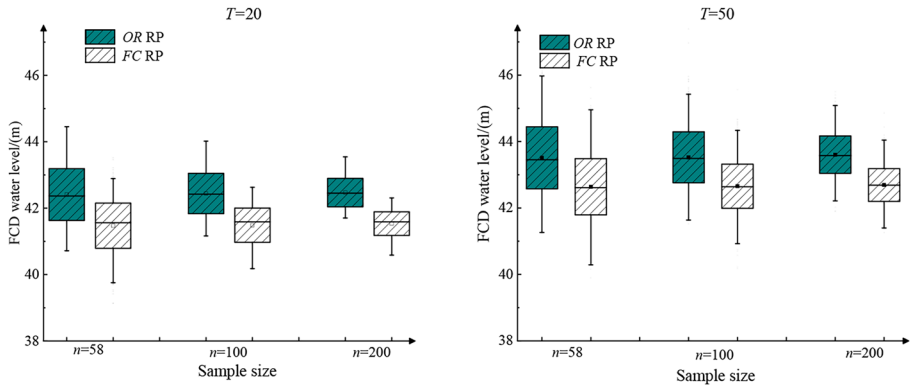 T=20
OR RP
FC RP
FCD water level/(m)
46
44
42
40
38
n=58
n=100
n=200
Sample size
T=50
OR RP
FC RP
FCD water level/(m)
46
44
42
40
38
n=58
n=100
n=200
Sample size